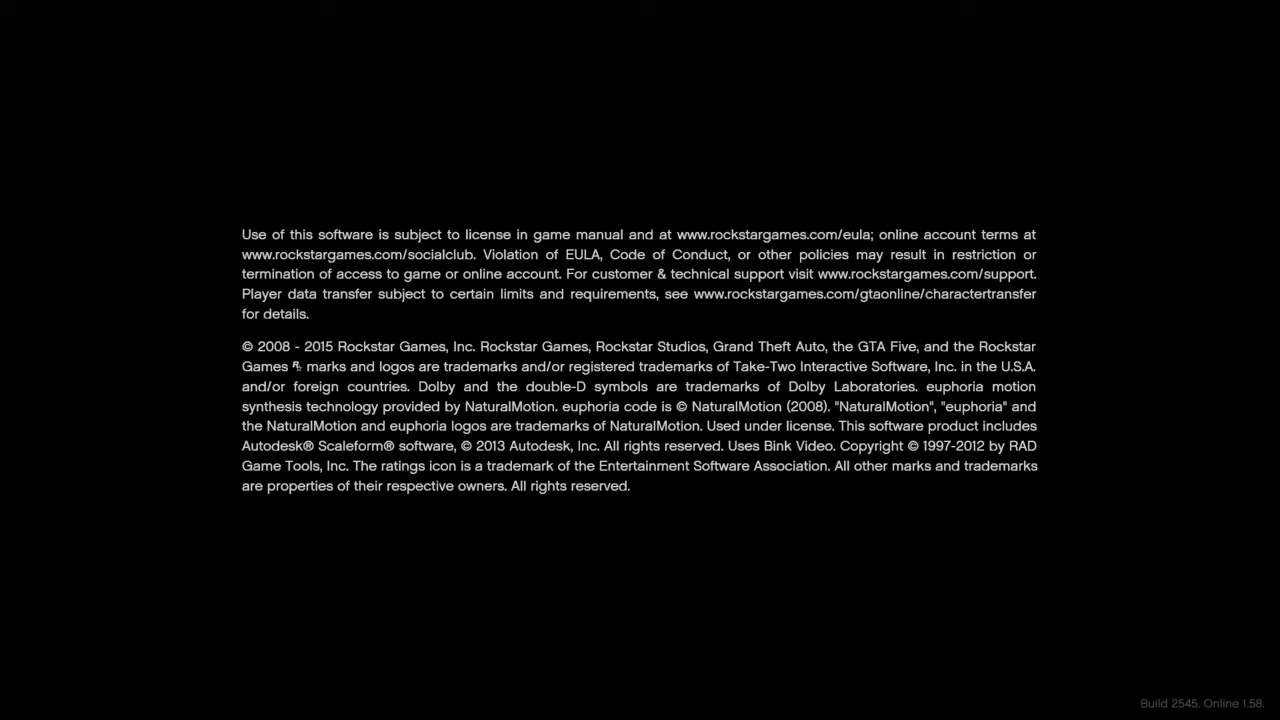 Use of this software is subject to license in game manual and at www.rockstargames.com/eula; online account terms at
www.rockstargames.com/socialclub. Violation of EULA, Code of Conduct, or other policies may result in restriction or
termination of access to game or online account. For customer & technical support visit www.rockstargames.com/support.
Player data transfer subject to certain limits and requirements, see www.rockstargames.com/gtaonline/charactertransfer
for details.
© 2008 - 2015 Rockstar Games, Inc. Rockstar Games, Rockstar Studios, Grand Theft Auto, the GTA Five, and the Rockstar
Games R* marks and logos are trademarks and/or registered trademarks of Take-Two Interactive Software, Inc. in the U.S.A.
and/or foreign countries. Dolby and the double-D symbols are trademarks of Dolby Laboratories. euphoria motion
synthesis technology provided by NaturalMotion. euphoria code is © NaturalMotion (2008). "NaturalMotion", "euphoria" and
the NaturalMotion and euphoria logos are trademarks of NaturalMotion. Used under license. This software product includes
Autodesk® Scaleform® software, © 2013 Autodesk, Inc. All rights reserved. Uses Bink Video. Copyright © 1997-2012 by RAD
Game Tools, Inc. The ratings icon is a trademark of the Entertainment Software Association. All other marks and trademarks
are properties of their respective owners. All rights reserved.
Build 2545. Online 1.58.